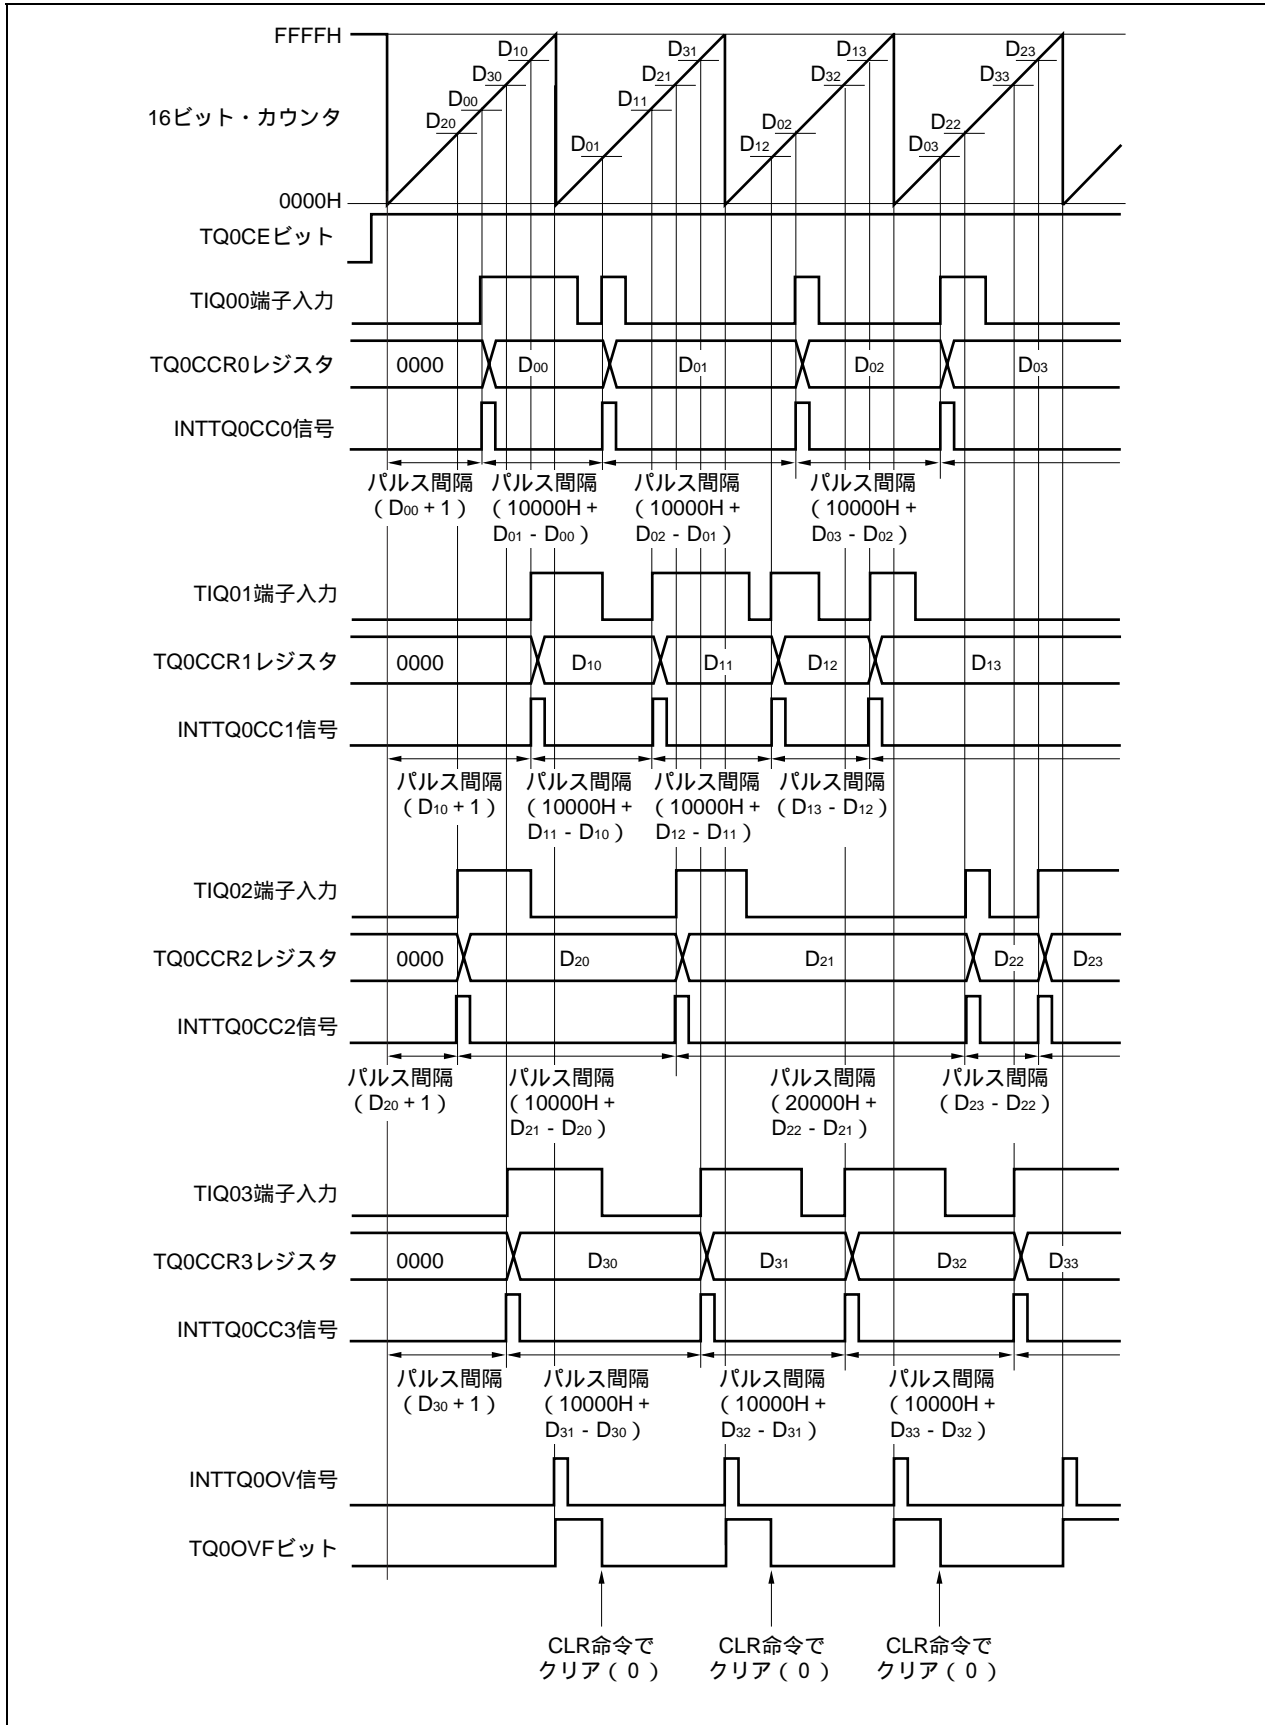 FFFFH
D10
D31
D13
D23
D30
D21
D32
D33
16ビット・カウンタ
D00
D11
D20
D02
D22
D01
D12
D03
0000H
TQ0CEビット
TIQ00端子入力
TQ0CCR0レジスタ
0000
D00
D01
D02
D03
INTTQ0CC0信号
パルス間隔
（D00 + 1）
パルス間隔
（10000H +
D01 - D00）
パルス間隔
（10000H +
D02 - D01）
パルス間隔
（10000H +
D03 - D02）
TIQ01端子入力
TQ0CCR1レジスタ
0000
D10
D11
D12
D13
INTTQ0CC1信号
パルス間隔
（D10 + 1）
パルス間隔
（10000H +
D11 - D10）
パルス間隔
（10000H +
D12 - D11）
パルス間隔
（D13 - D12）
TIQ02端子入力
TQ0CCR2レジスタ
0000
D20
D21
D22
D23
INTTQ0CC2信号
パルス間隔
（D20 + 1）
パルス間隔
（10000H +
D21 - D20）
パルス間隔
（20000H +
D22 - D21）
パルス間隔
（D23 - D22）
TIQ03端子入力
TQ0CCR3レジスタ
0000
D30
D31
D32
D33
INTTQ0CC3信号
パルス間隔
（D30 + 1）
パルス間隔
（10000H +
D31 - D30）
パルス間隔
（10000H +
D32 - D31）
パルス間隔
（10000H +
D33 - D32）
INTTQ0OV信号
TQ0OVFビット
CLR命令で
クリア（0）
CLR命令で
クリア（0）
CLR命令で
クリア（0）